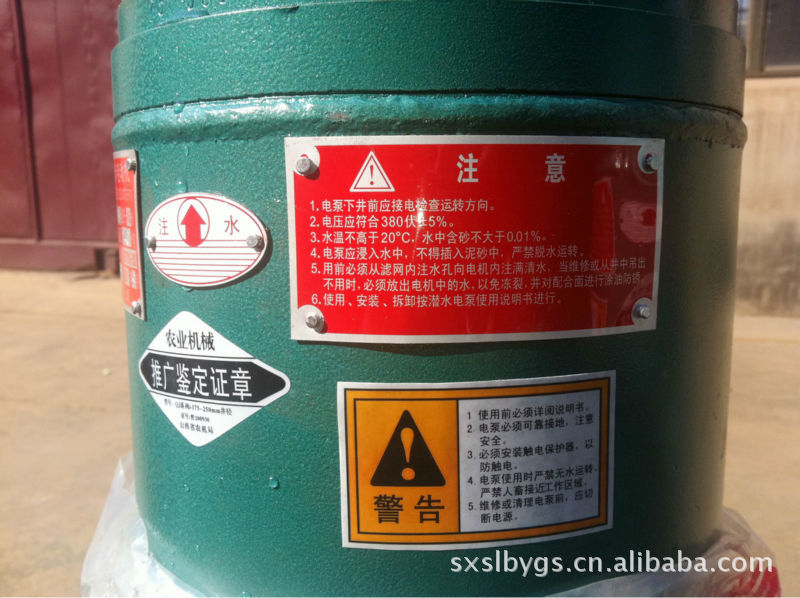 注 意
1.电泵下井前应接电检查运转方向。
2.电压应符合380伏±5%。
3.水温不高于20°C,水中含砂不大于0.01%。
4.电泵应浸入水中,不得插入泥砂中,严禁脱水运转。
5.用前必须从滤网内注水孔向电机内注满清水,当维修或从井中吊出
不用时,必须放出电机中的水,以免冻裂,并对配合面进行涂油防锈。
6.使用、安装、拆卸按潜水电泵使用说明书进行。
注 水
农业机械
推广鉴定证章
山西省农机局
警告
1 使用前必须详阅说明书。
2.电泵必须可靠接地,注意
安全。
3.必须安装触电保护器,以
防触电。
4.电泵使用时严禁无水运转,
严禁人畜接近工作区域。
5.维修或清理电泵前,应切
断电源。
sxslbygs.cn.alibaba.com